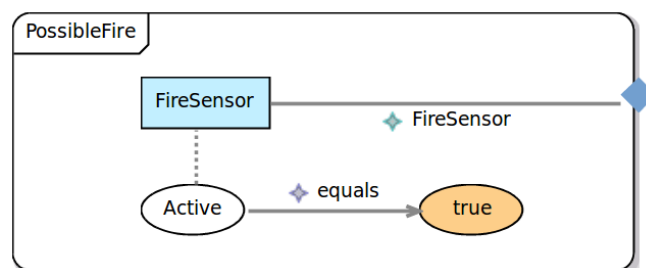 PossibleFire
FireSensor
FireSensor
equals
Active
true